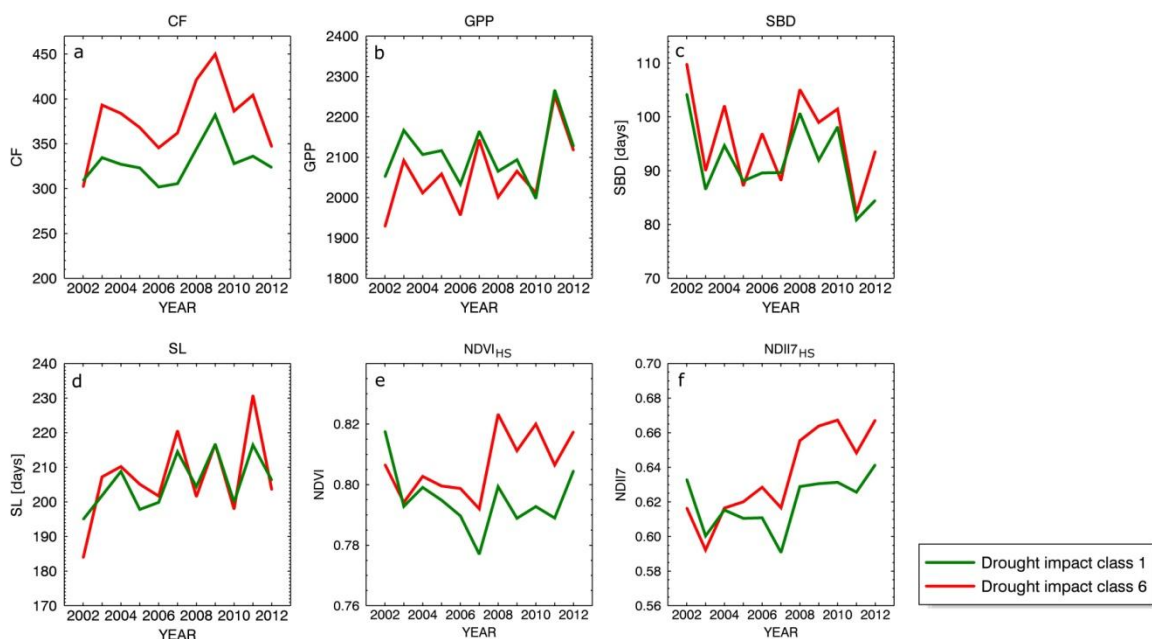 CF
a
CF
450
400
350
300
250
200
2002 2004 2006 2008 2010 2012
YEAR
GPP
b
GPP
2400
2300
2200
2100
2000
1900
1800
2002 2004 2006 2008 2010 2012
YEAR
SBD
c
SBD [days]
110
100
90
80
70
2002 2004 2006 2008 2010 2012
YEAR
SL
d
SL [days]
240
230
220
210
200
190
180
170
2002 2004 2006 2008 2010 2012
YEAR
NDVI HS
e
NDVI
0.82
0.80
0.78
0.76
2002 2004 2006 2008 2010 2012
YEAR
NDII7 HS
f
NDII7
0.70
0.68
0.66
0.64
0.62
0.60
0.58
0.56
2002 2004 2006 2008 2010 2012
YEAR
Drought impact class 1
Drought impact class 6